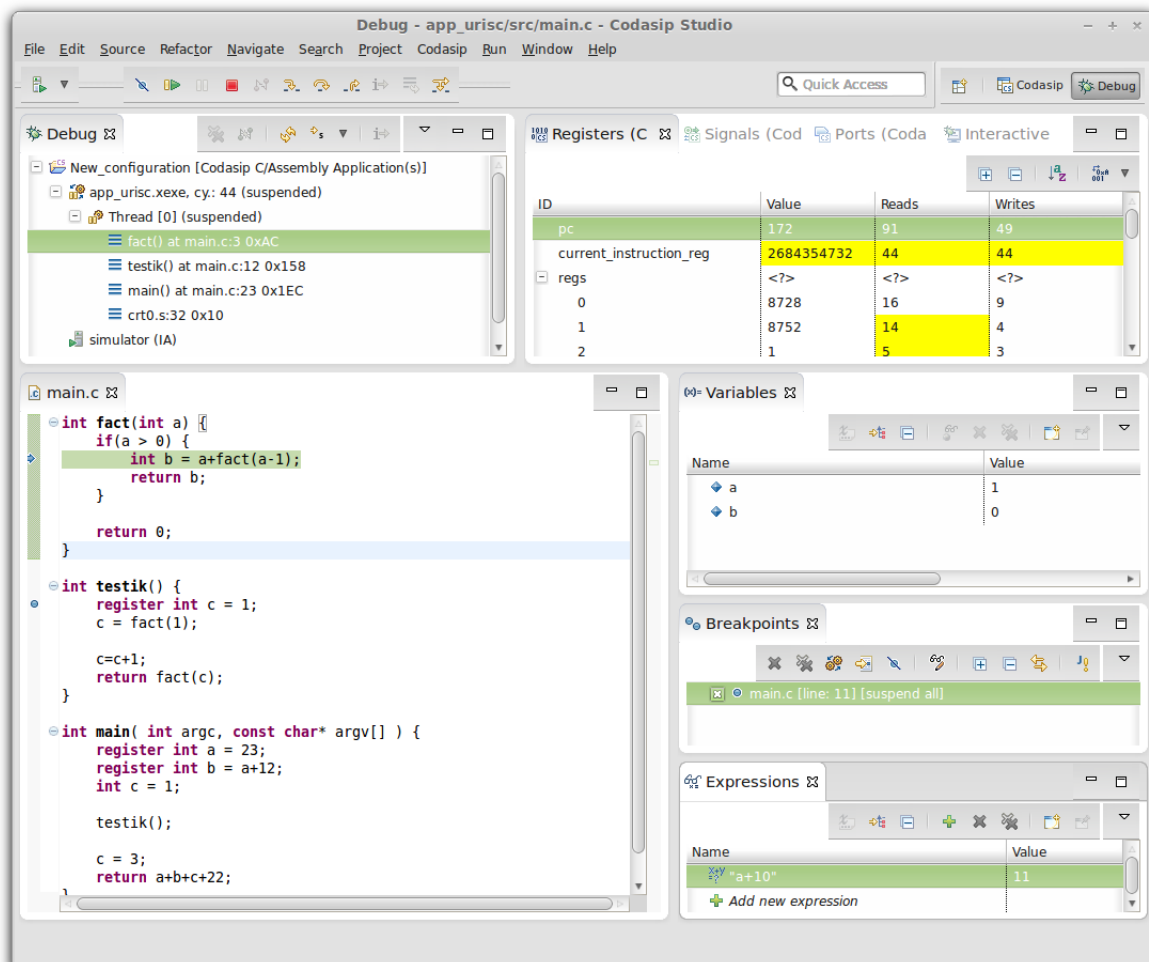 Debug - app_urisc/src/main.c - Codasip Studio
File Edit Source Refactor Navigate Search Project Codasip Run Window Help
Quick Access
Codasip
Debug
Debug
New_configuration [Codasip C/Assembly Application(s)]
app_urisc.xexe, cy.: 44 (suspended)
Thread [0] (suspended)
fact() at main.c:3 0xAC
testik() at main.c:12 0x158
main() at main.c:23 0x1EC
crt0.s:32 0x10
simulator (IA)
Registers (C Signals (Cod Ports (Coda Interactive
ID Value Reads Writes
pc 172 91 49
current_instruction_reg 2684354732 44 44
regs <?> <?> <?>
0 8728 16 9
1 8752 14 4
2 1 5 3
main.c
int fact(int a) {
if(a > 0) {
int b = a+fact(a-1);
return b;
}
return 0;
}
int testik() {
register int c = 1;
c = fact(1);
c=c+1;
return fact(c);
}
int main( int argc, const char* argv[] ) {
register int a = 23;
register int b = a+12;
int c = 1;
testik();
c = 3;
return a+b+c+22;
}
(x)= Variables
Name Value
a 1
b 0
Breakpoints
main.c [line: 11] [suspend all]
Expressions
Name Value
"a+10" 11
Add new expression